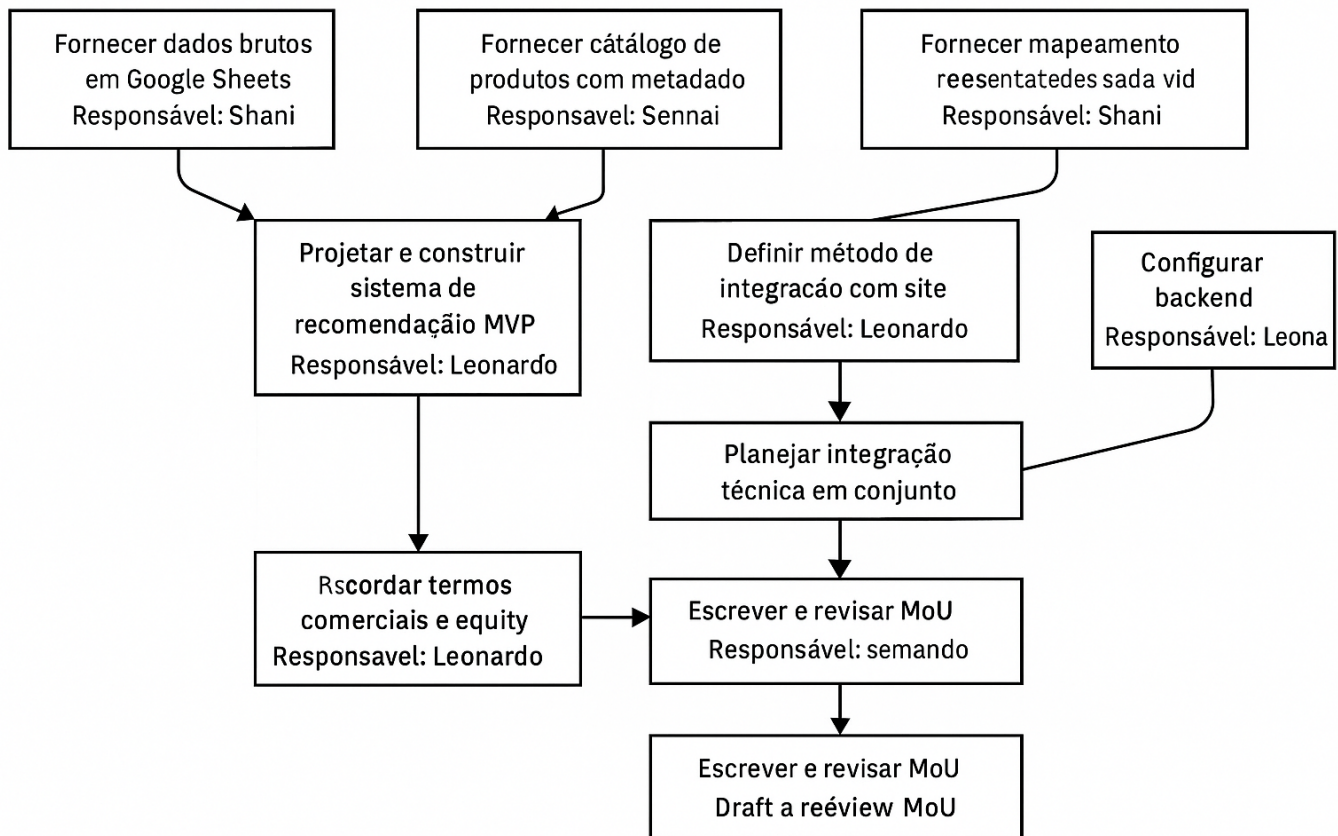 Fornecer dados brutos
em Google Sheets
Responsável: Shani
Fornecer cátálogo de
produtos com metadado
Responsavel: Sennai
Fornecer mapeamento
reesentatedes sada vid
Responsável: Shani
Projetar e construir
sistema de
recomendaçãio MVP
Responsável: Leonardo
Definir método de
integracáo com site
Responsável: Leonardo
Configurar
backend
Responsável: Leona
Planejar integração
técnica em conjunto
Rscordar termos
comerciais e equity
Responsavel: Leonardo
Escrever e revisar MoU
Responsável: semando
Escrever e revisar MoU
Draft a reéview MoU